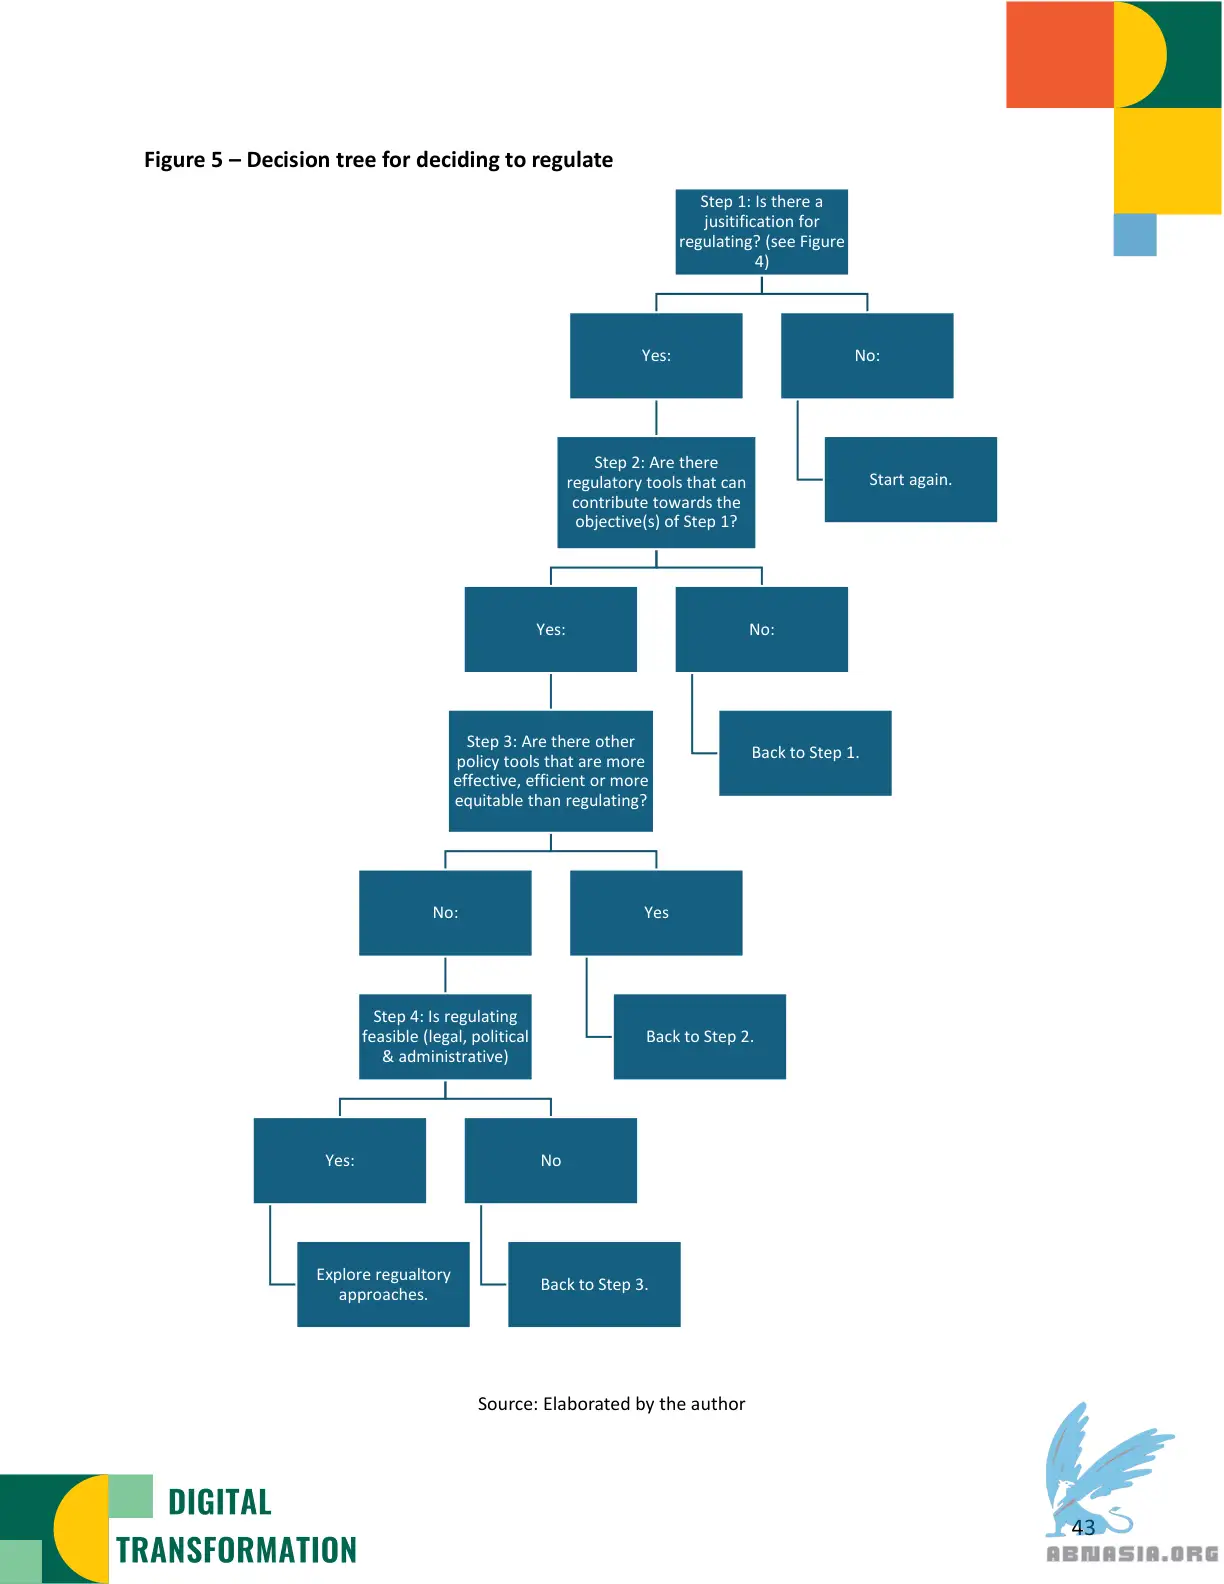 Figure 5 – Decision tree for deciding to regulate
Step 1: Is there a
jusitification for
regulating? (see Figure
4)
Yes:
No:
Step 2: Are there
regulatory tools that can
contribute towards the
objective(s) of Step 1?
Start again.
Yes:
No:
Step 3: Are there other
policy tools that are more
effective, efficient or more
equitable than regulating?
Back to Step 1.
No:
Yes
Step 4: Is regulating
feasible (legal, political
& administrative)
Back to Step 2.
Yes:
No
Explore regualtory
approaches.
Back to Step 3.
Source: Elaborated by the author
DIGITAL
TRANSFORMATION
43
ABNASIA.ORG